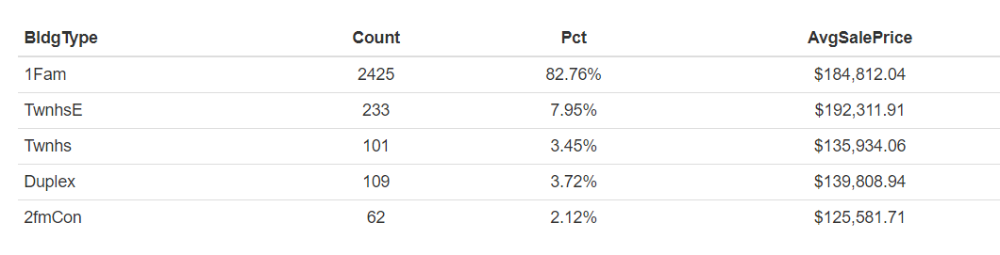 BldgType Count Pct AvgSalePrice
1Fam 2425 82.76% $184,812.04
TwnhsE 233 7.95% $192,311.91
Twnhs 101 3.45% $135,934.06
Duplex 109 3.72% $139,808.94
2fmCon 62 2.12% $125,581.71